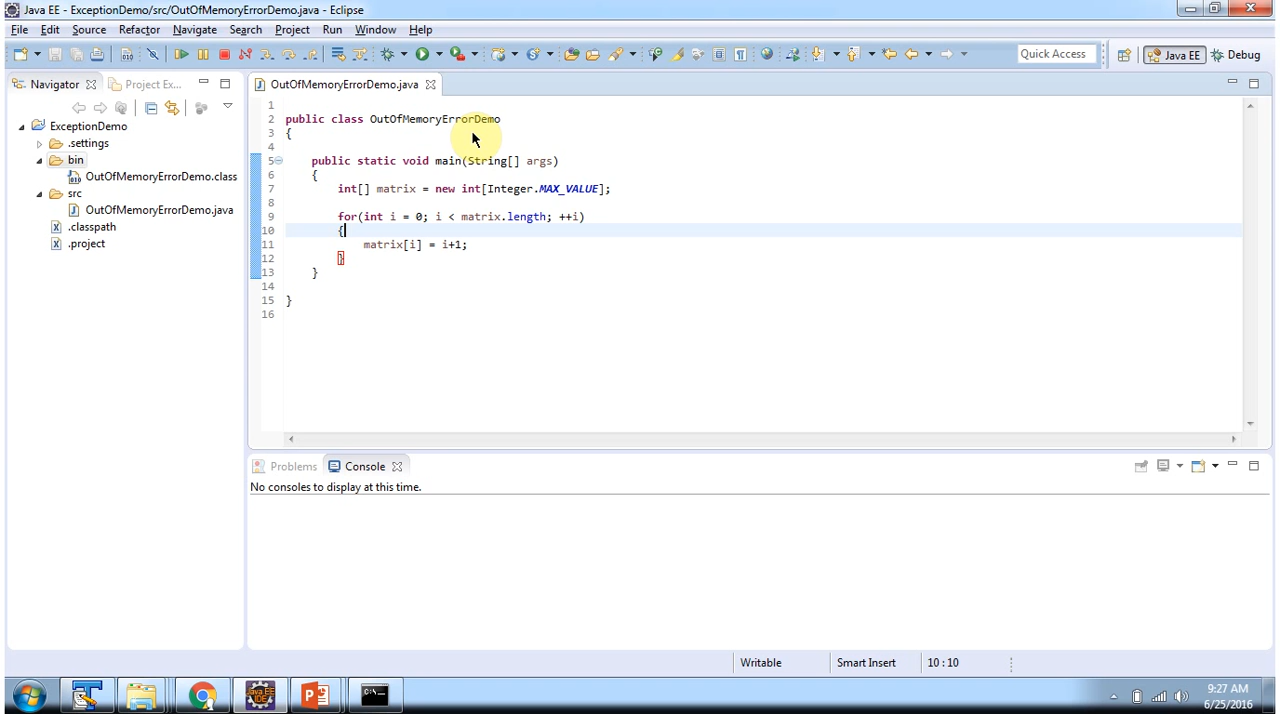 Java EE - ExceptionDemo/src/OutOfMemoryErrorDemo.java - Eclipse
File Edit Source Refactor Navigate Search Project Run Window Help
Quick Access Java EE Debug
Navigator Project Ex... OutOfMemoryErrorDemo.java
ExceptionDemo
.settings
bin
OutOfMemoryErrorDemo.class
src
OutOfMemoryErrorDemo.java
.classpath
.project
1
2 public class OutOfMemoryErrorDemo
3 {
4
5 public static void main(String[] args)
6 {
7 int[] matrix = new int[Integer.MAX_VALUE];
8
9 for(int i = 0; i < matrix.length; ++i)
10 {
11 matrix[i] = i+1;
12 }
13 }
14
15 }
16
Problems Console
No consoles to display at this time.
Writable Smart Insert 10 : 10
Java EE
IDE
C:\.
9:27 AM
6/25/2016